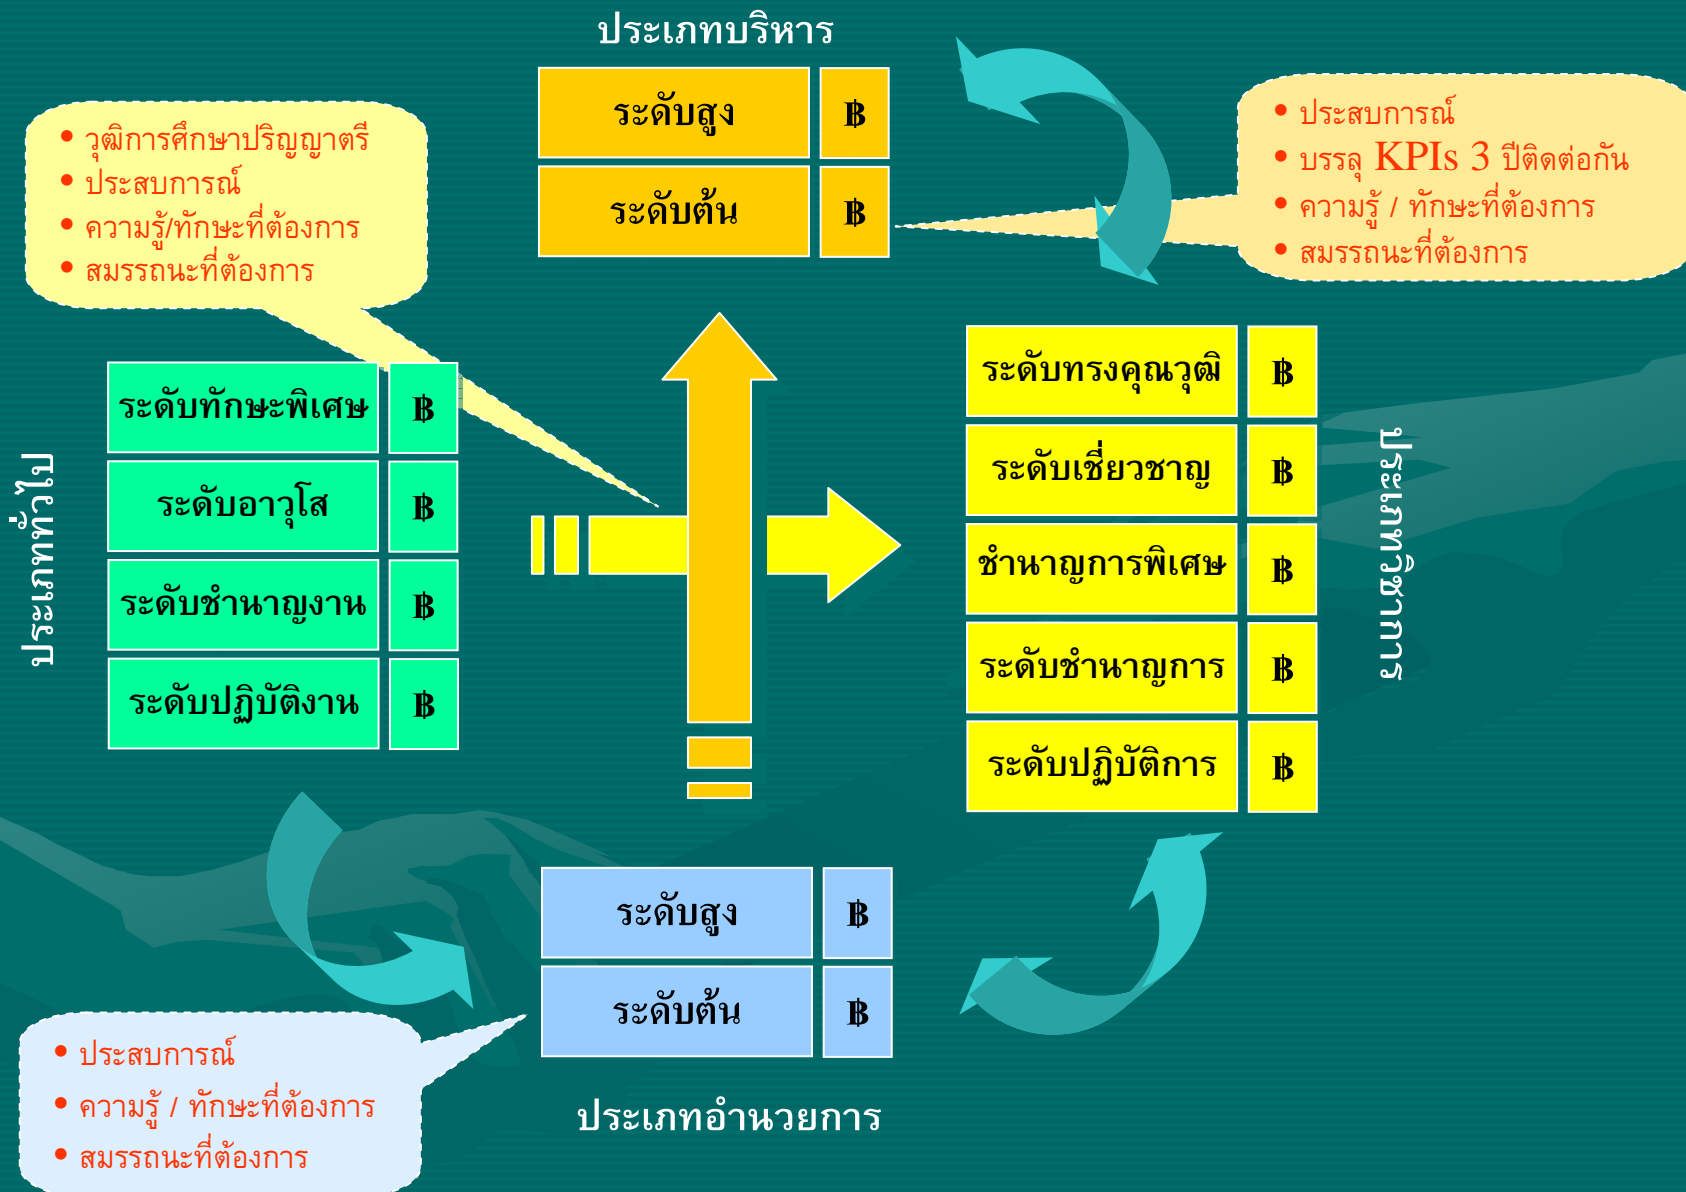 ประเภทบริหาร
ระดับสูง ฿
ระดับต้น ฿
• วุฒิการศึกษาปริญญาตรี
• ประสบการณ์
• ความรู้/ทักษะที่ต้องการ
• สมรรถนะที่ต้องการ
• ประสบการณ์
• บรรลุ KPIs 3 ปีติดต่อกัน
• ความรู้ / ทักษะที่ต้องการ
• สมรรถนะที่ต้องการ
ประเภททั่วไป
ระดับทักษะพิเศษ ฿
ระดับอาวุโส ฿
ระดับชำนาญงาน ฿
ระดับปฏิบัติงาน ฿
ระดับทรงคุณวุฒิ ฿
ระดับเชี่ยวชาญ ฿
ชำนาญการพิเศษ ฿
ระดับชำนาญการ ฿
ระดับปฏิบัติการ ฿
ประเภทวิชาการ
ระดับสูง ฿
ระดับต้น ฿
ประเภทอำนวยการ
• ประสบการณ์
• ความรู้ / ทักษะที่ต้องการ
• สมรรถนะที่ต้องการ